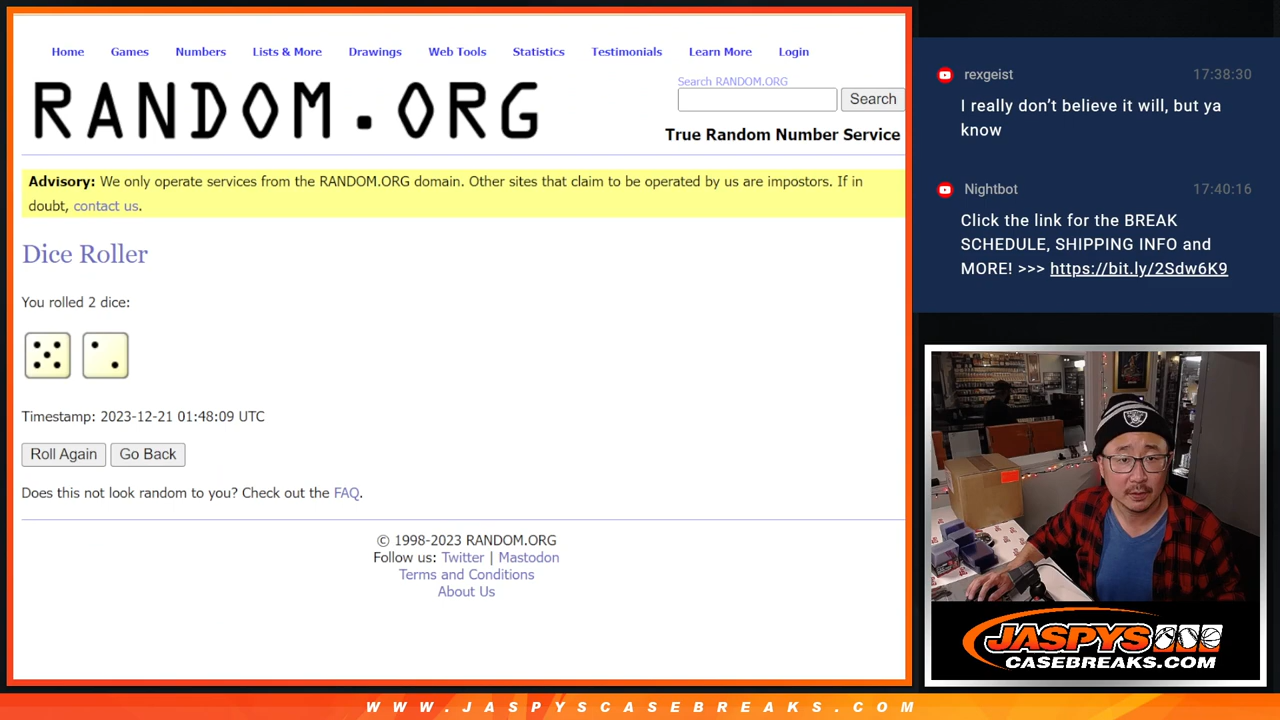 Home Games Numbers Lists & More Drawings Web Tools Statistics Testimonials Learn More Login
RANDOM.ORG
Search RANDOM.ORG
Search
True Random Number Service
Advisory: We only operate services from the RANDOM.ORG domain. Other sites that claim to be operated by us are impostors. If in
doubt, contact us.
Dice Roller
You rolled 2 dice:
Timestamp: 2023-12-21 01:48:09 UTC
Roll Again Go Back
Does this not look random to you? Check out the FAQ.
© 1998-2023 RANDOM.ORG
Follow us: Twitter | Mastodon
Terms and Conditions
About Us
rexgeist 17:38:30
I really don’t believe it will, but ya
know
Nightbot 17:40:16
Click the link for the BREAK
SCHEDULE, SHIPPING INFO and
MORE! >>> https://bit.ly/2Sdw6K9
JASPYS
CASEBREAKS.COM
WWW.JASPYSCASEBREAKS.COM